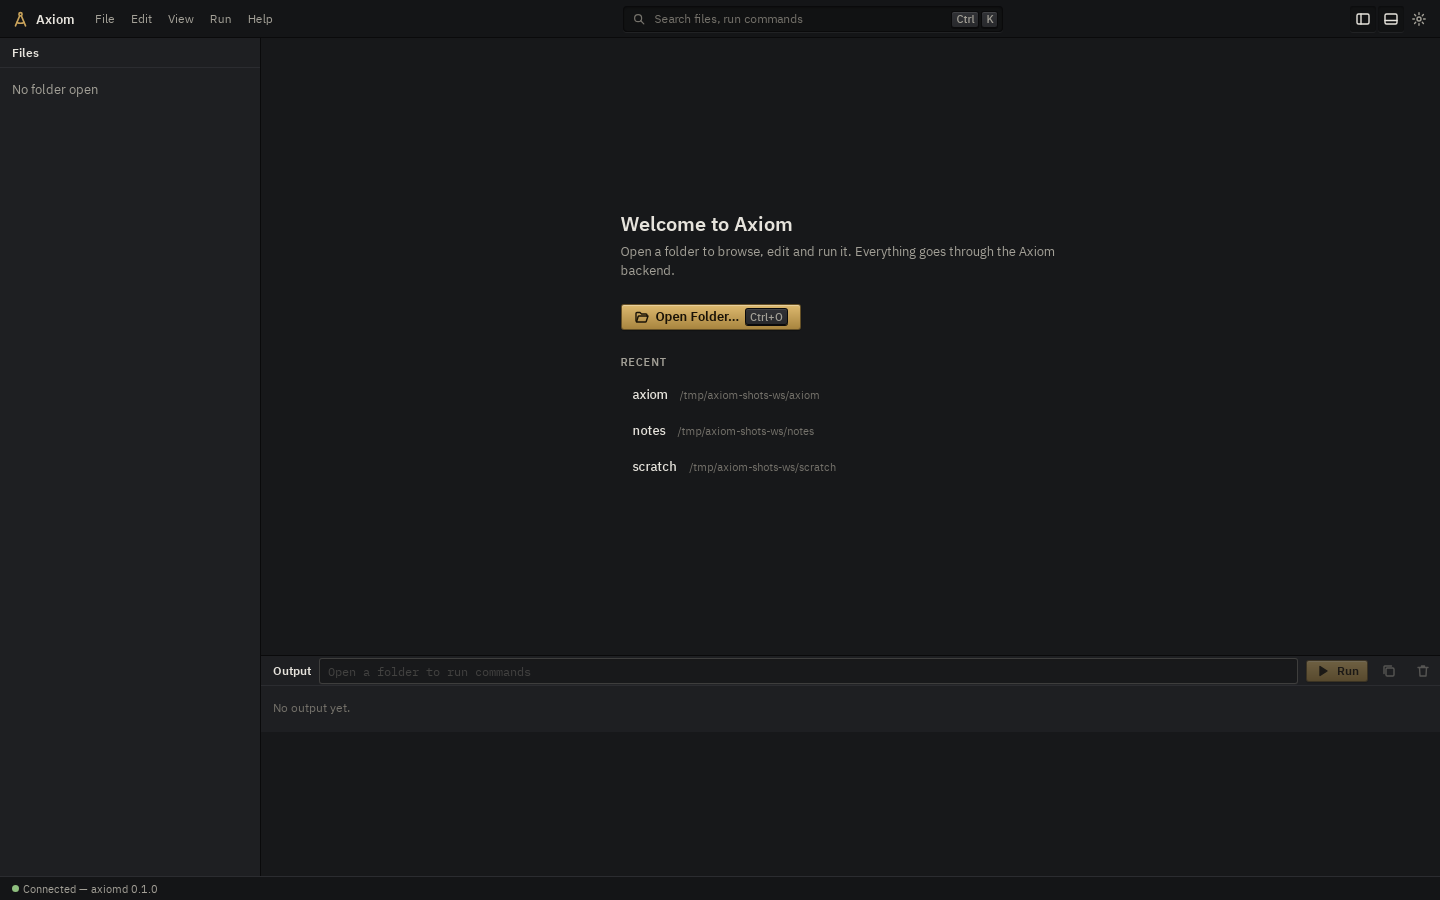 Axiom File Edit View Run Help Search files, run commands Ctrl K
Files
No folder open
Welcome to Axiom
Open a folder to browse, edit and run it. Everything goes through the Axiom
backend.
Open Folder... Ctrl+O
RECENT
axiom /tmp/axiom-shots-ws/axiom
notes /tmp/axiom-shots-ws/notes
scratch /tmp/axiom-shots-ws/scratch
Output Open a folder to run commands Run
No output yet.
Connected — axiomd 0.1.0